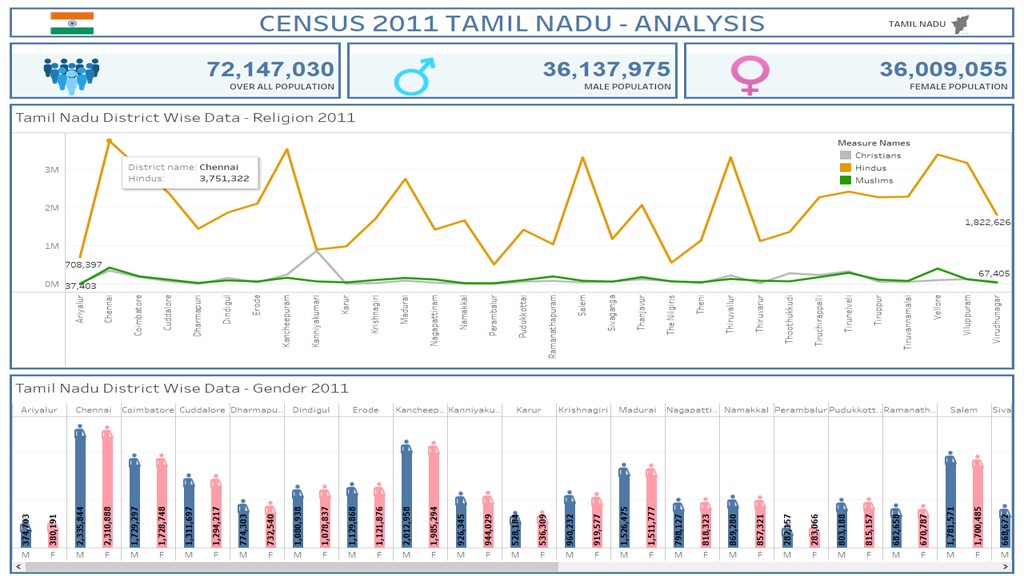 CENSUS 2011 TAMIL NADU - ANALYSIS
TAMIL NADU
72,147,030
OVER ALL POPULATION
36,137,975
MALE POPULATION
36,009,055
FEMALE POPULATION
Tamil Nadu District Wise Data - Religion 2011
Measure Names
Christians
Hindus
Muslims
District name: Chennai
Hindus: 3,751,322
3M
2M
1M
0M
708,397
37,403
1,822,626
67,405
Ariyalur
Chennai
Coimbatore
Cuddalore
Dharmapuri
Dindigul
Erode
Kancheepuram
Kanniyakumari
Karur
Krishnagiri
Madurai
Nagapattinam
Namakkal
Perambalur
Pudukkottai
Ramanathapuram
Salem
Sivaganga
Thanjavur
The Nilgiris
Theni
Thiruvallur
Thiruvarur
Thoothukkudi
Tiruchirappalli
Tirunelveli
Tiruppur
Tiruvannamalai
Vellore
Viluppuram
Virudhunagar
Tamil Nadu District Wise Data - Gender 2011
Ariyalur Chennai Coimbatore Cuddalore Dharmapu.. Dindigul Erode Kancheep.. Kanniyaku.. Karur Krishnagiri Madurai Nagapatti.. Namakkal Perambalur Pudukkott.. Ramanath.. Salem Siva
374,703
380,191
2,335,844
2,310,888
1,729,297
1,728,748
1,311,697
1,294,217
774,303
732,540
1,080,938
1,078,837
1,129,868
1,121,876
2,012,958
1,985,294
926,345
944,029
528,184
536,309
960,232
919,577
1,526,475
1,511,777
798,127
818,323
869,280
857,321
282,157
283,066
803,188
815,157
682,658
670,787
1,781,571
1,700,485
668,672
M F M F M F M F M F M F M F M F M F M F M F M F M F M F M F M F M F M F M